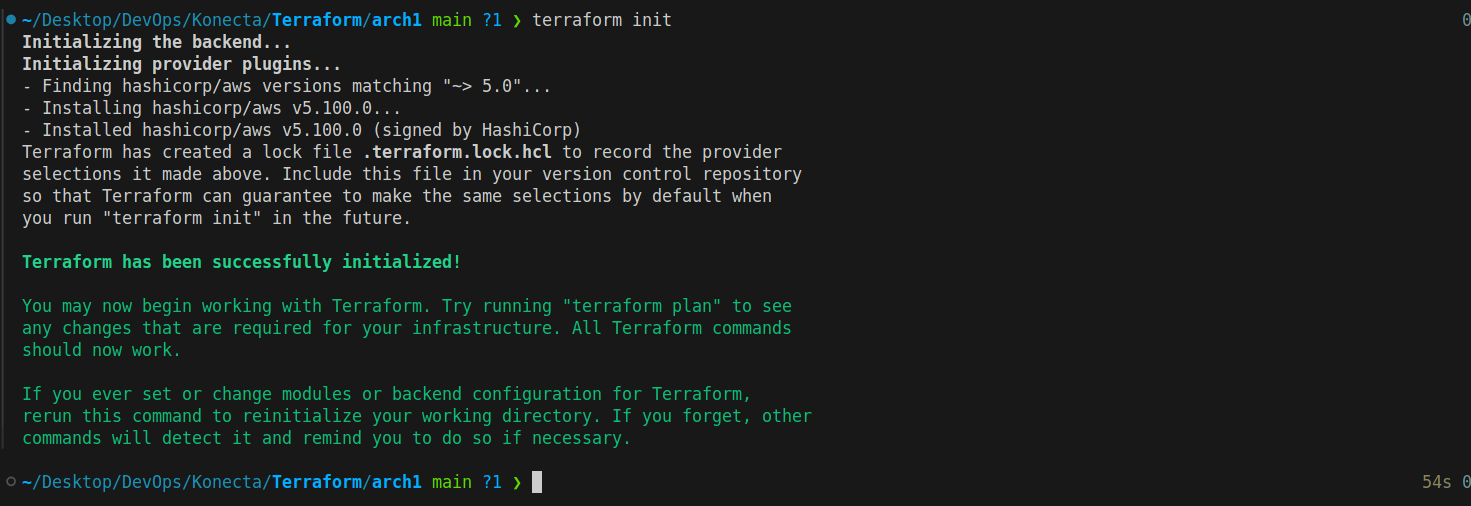 ~/Desktop/DevOps/Konecta/Terraform/arch1 main ?1 ❯ terraform init 0
Initializing the backend...
Initializing provider plugins...
- Finding hashicorp/aws versions matching "~> 5.0"...
- Installing hashicorp/aws v5.100.0...
- Installed hashicorp/aws v5.100.0 (signed by HashiCorp)
Terraform has created a lock file .terraform.lock.hcl to record the provider
selections it made above. Include this file in your version control repository
so that Terraform can guarantee to make the same selections by default when
you run "terraform init" in the future.
Terraform has been successfully initialized!
You may now begin working with Terraform. Try running "terraform plan" to see
any changes that are required for your infrastructure. All Terraform commands
should now work.
If you ever set or change modules or backend configuration for Terraform,
rerun this command to reinitialize your working directory. If you forget, other
commands will detect it and remind you to do so if necessary.
~/Desktop/DevOps/Konecta/Terraform/arch1 main ?1 ❯ 54s 0